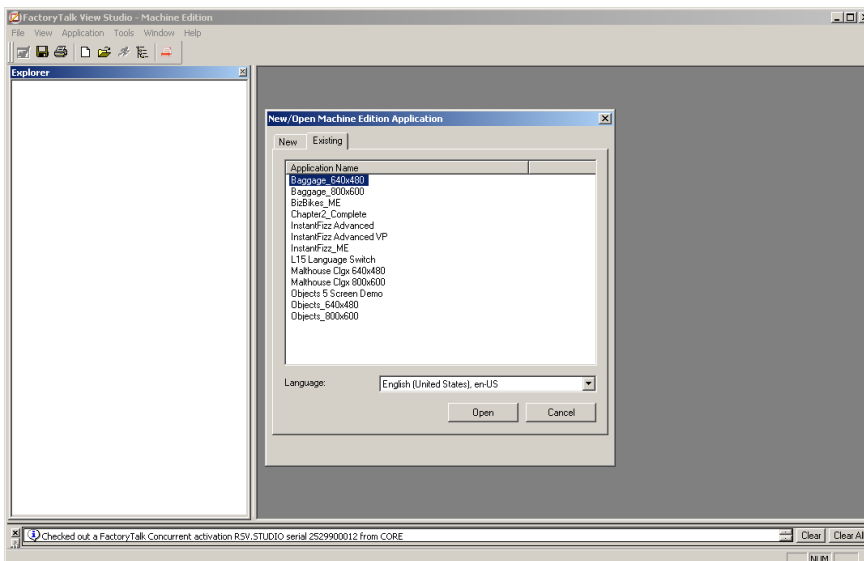 FactoryTalk View Studio - Machine Edition
File View Application Tools Window Help
Explorer
New/Open Machine Edition Application
New Existing
Application Name
Baggage_640x480
Baggage_800x600
BizBikes_ME
Chapter2_Complete
InstantFizz Advanced
InstantFizz Advanced VP
InstantFizz_ME
L15 Language Switch
Malthouse Clgx 640x480
Malthouse Clgx 800x600
Objects 5 Screen Demo
Objects_640x480
Objects_800x600
Language: English (United States), en-US
Open Cancel
Checked out a FactoryTalk Concurrent activation RSV.STUDIO serial 2529900012 from CORE
Clear Clear All
NUM